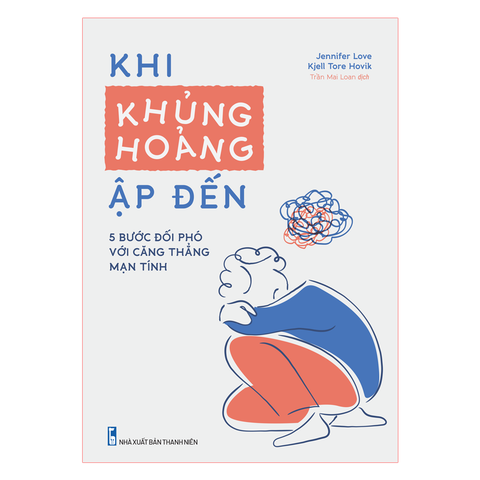 Jennifer Love
Kjell Tore Hovik
Trần Mai Loan dịch
KHI
KHỦNG
HOẢNG
ẬP ĐẾN
5 BƯỚC ĐỐI PHÓ
VỚI CĂNG THẲNG
MẠN TÍNH
NHÀ XUẤT BẢN THANH NIÊN